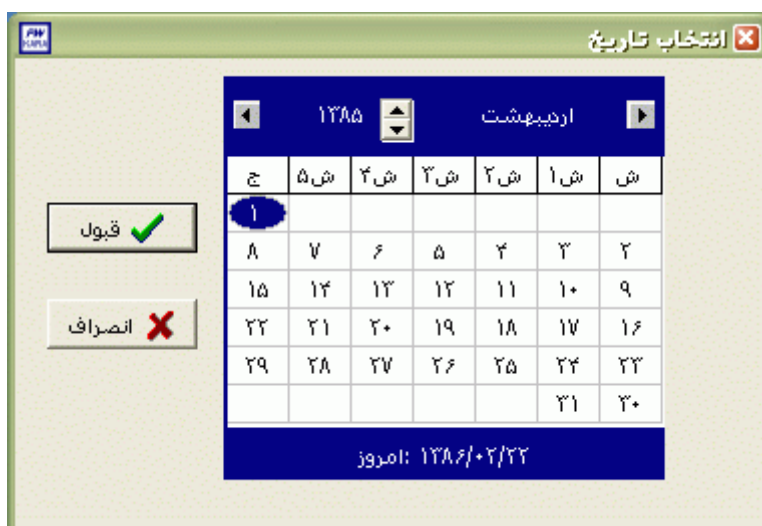 انتخاب تاریخ
اردیبهشت ۱۳۸۵
ش ش۱ ش۲ ش۳ ش۴ ش۵ ج
۱
۲ ۳ ۴ ۵ ۶ ۷ ۸
۹ ۱۰ ۱۱ ۱۲ ۱۳ ۱۴ ۱۵
۱۶ ۱۷ ۱۸ ۱۹ ۲۰ ۲۱ ۲۲
۲۳ ۲۴ ۲۵ ۲۶ ۲۷ ۲۸ ۲۹
۳۰ ۳۱
امروز: ۱۳۸۶/۰۲/۲۲
قبول
انصراف